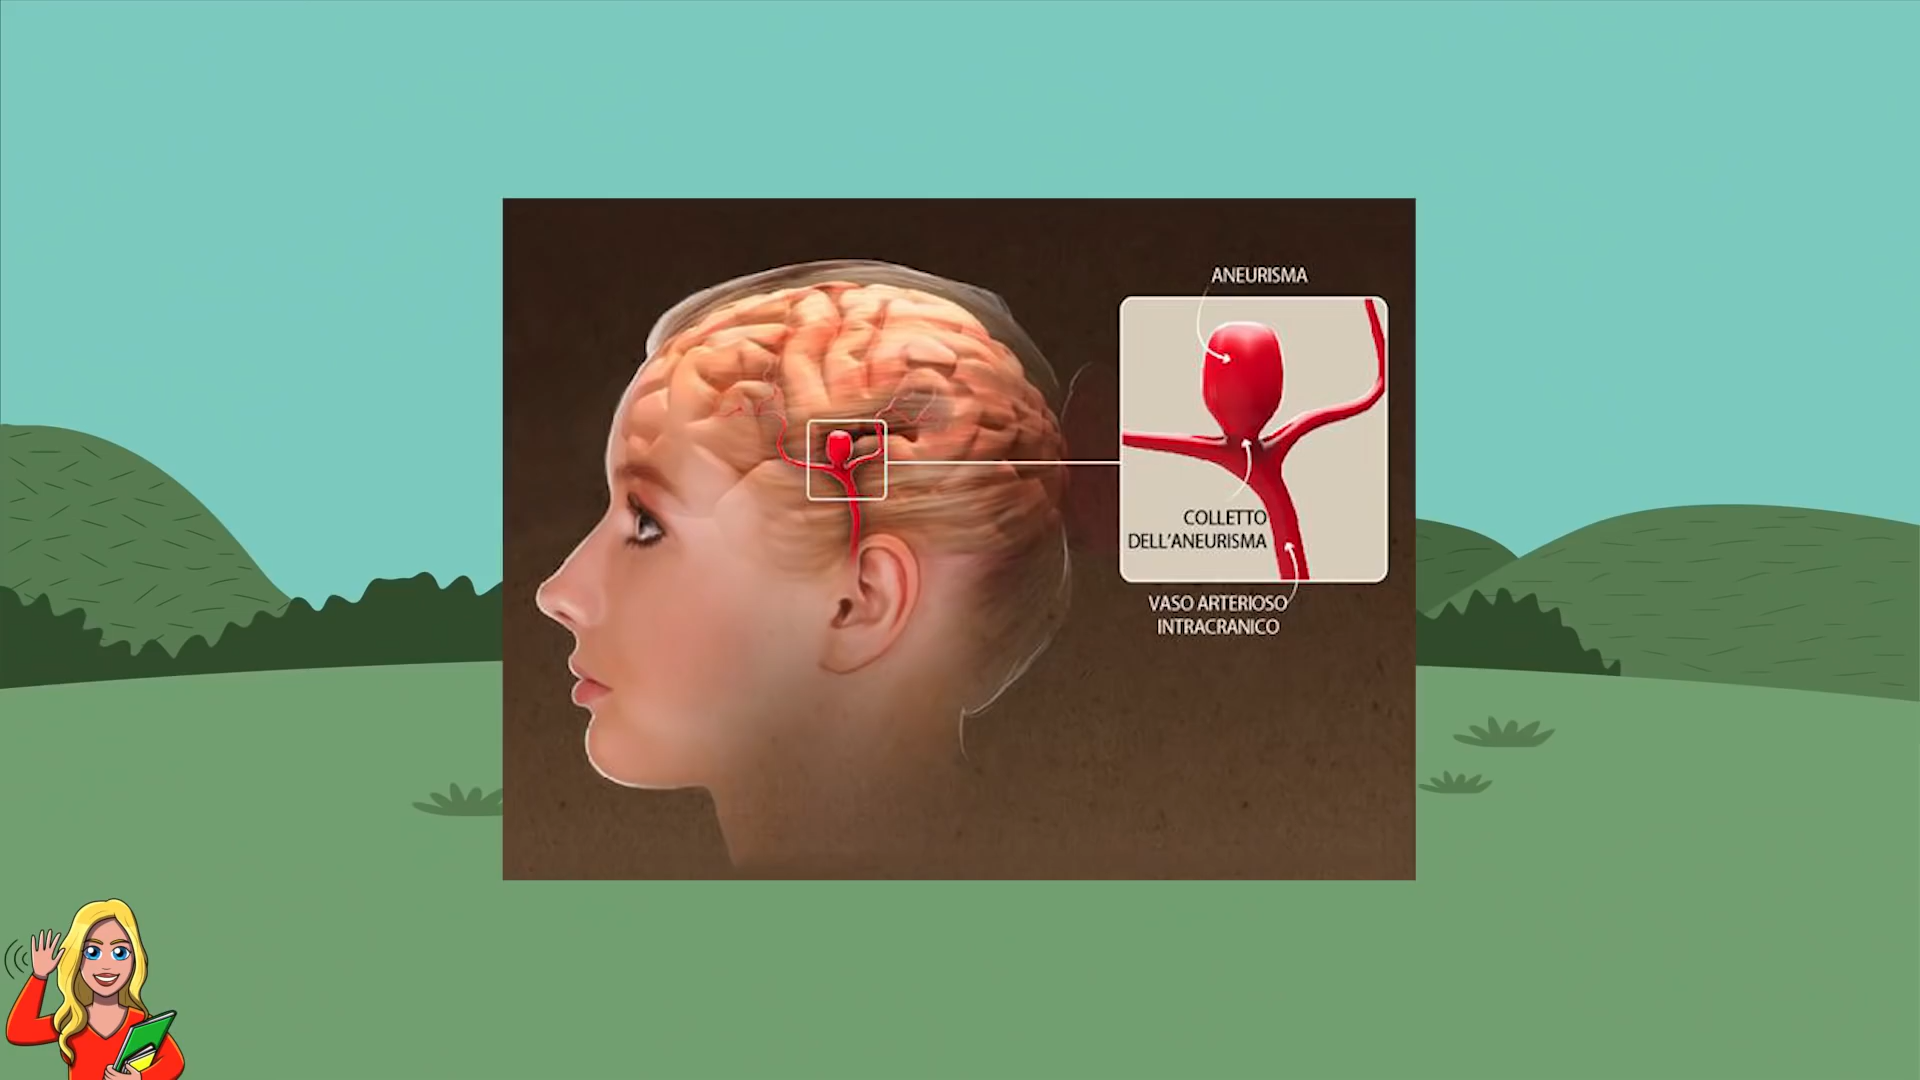 ANEURISMA
COLLETTO
DELL'ANEURISMA
VASO ARTERIOSO
INTRACRANICO